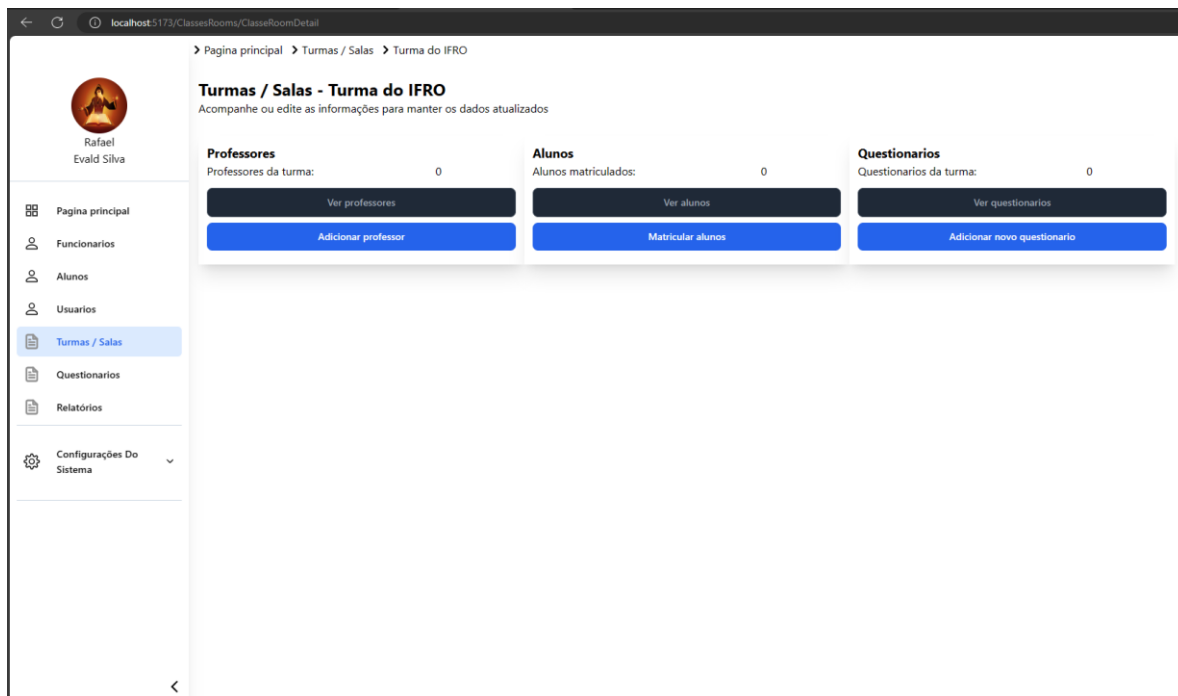 localhost:5173/ClassesRooms/ClasseRoomDetail
Pagina principal Turmas / Salas Turma do IFRO
Rafael
Evald Silva
Pagina principal
Funcionarios
Alunos
Usuarios
Turmas / Salas
Questionarios
Relatórios
Configurações Do
Sistema
Turmas / Salas - Turma do IFRO
Acompanhe ou edite as informações para manter os dados atualizados
Professores
Professores da turma: 0
Ver professores
Adicionar professor
Alunos
Alunos matriculados: 0
Ver alunos
Matricular alunos
Questionarios
Questionarios da turma: 0
Ver questionarios
Adicionar novo questionario